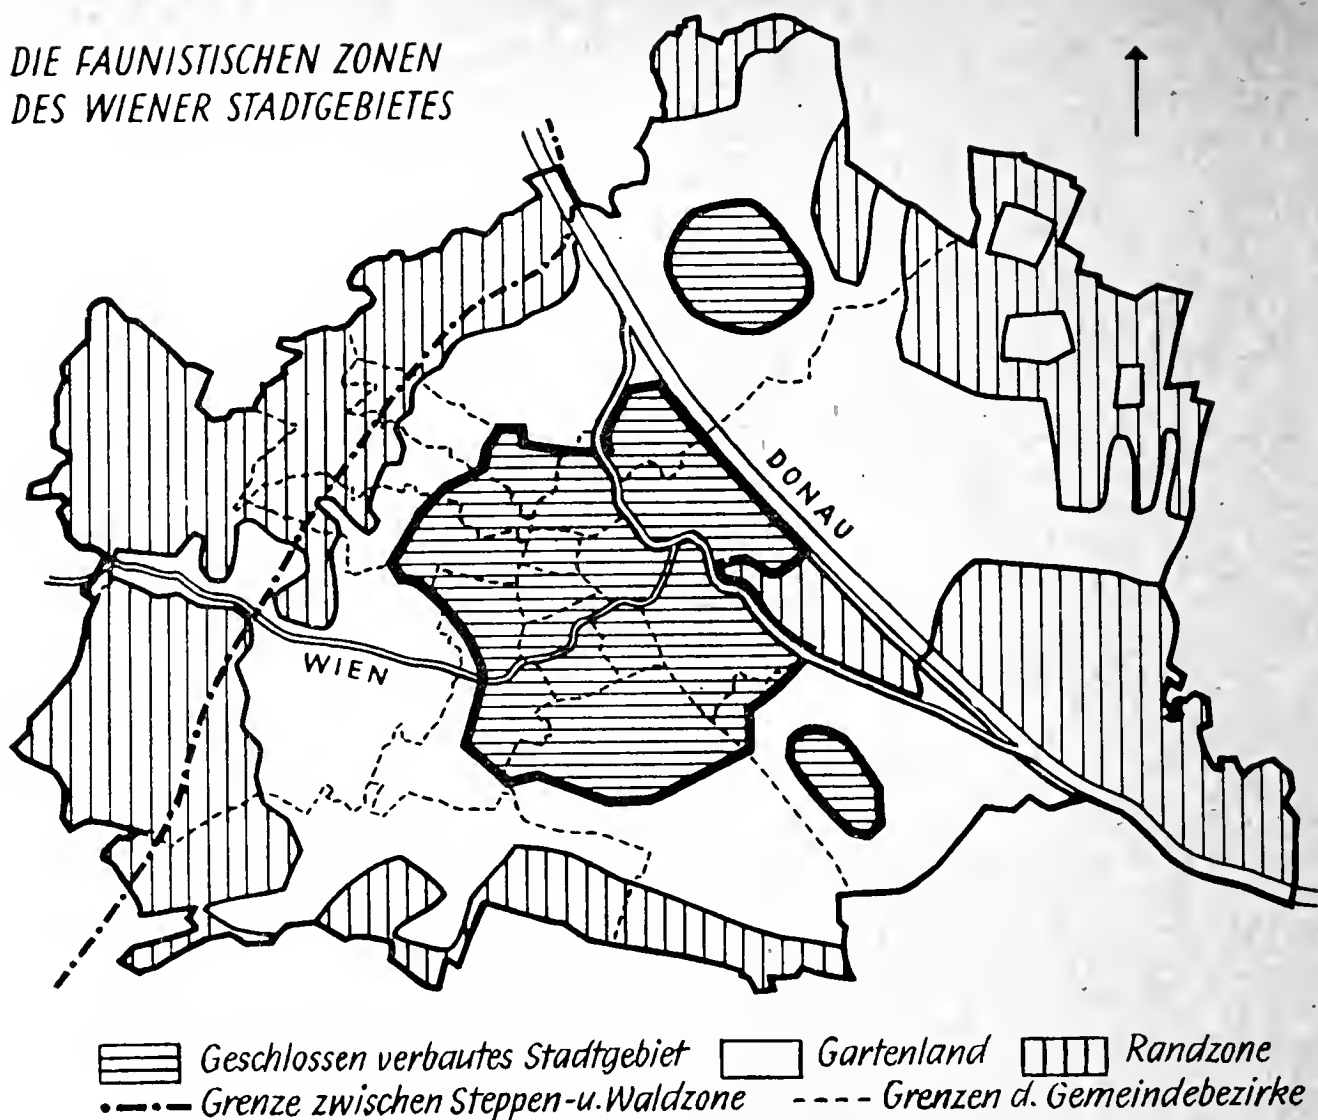 DIE FAUNISTISCHEN ZONEN
DES WIENER STADTGEBIETES
DONAU
WIEN
Geschlossen verbautes Stadtgebiet Gartenland Randzone
Grenze zwischen Steppen-u. Waldzone Grenzen d. Gemeindebezirke